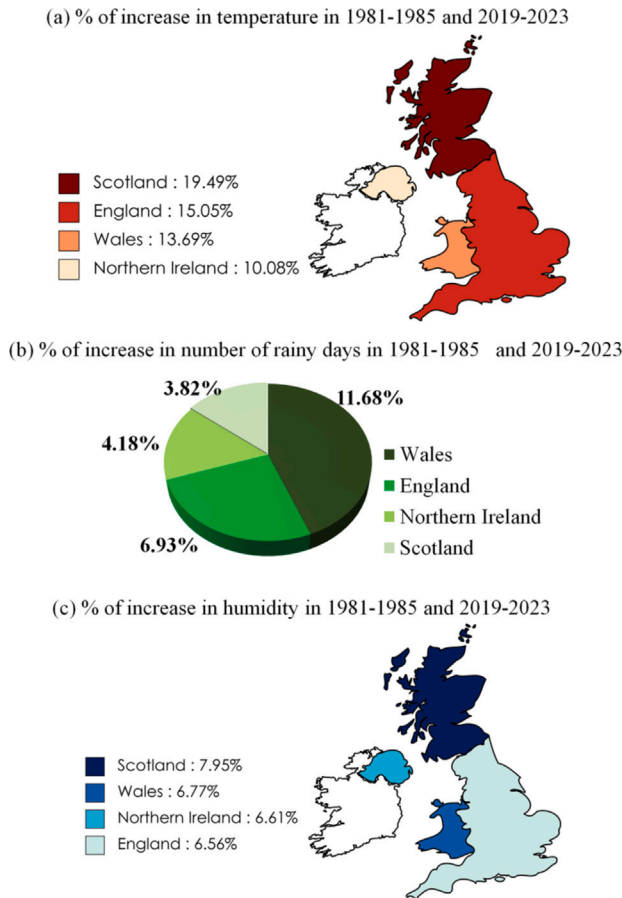 (a) % of increase in temperature in 1981-1985 and 2019-2023
Scotland : 19.49%
England : 15.05%
Wales : 13.69%
Northern Ireland : 10.08%
(b) % of increase in number of rainy days in 1981-1985 and 2019-2023
3.82%
11.68%
4.18%
6.93%
Wales
England
Northern Ireland
Scotland
(c) % of increase in humidity in 1981-1985 and 2019-2023
Scotland : 7.95%
Wales : 6.77%
Northern Ireland : 6.61%
England : 6.56%